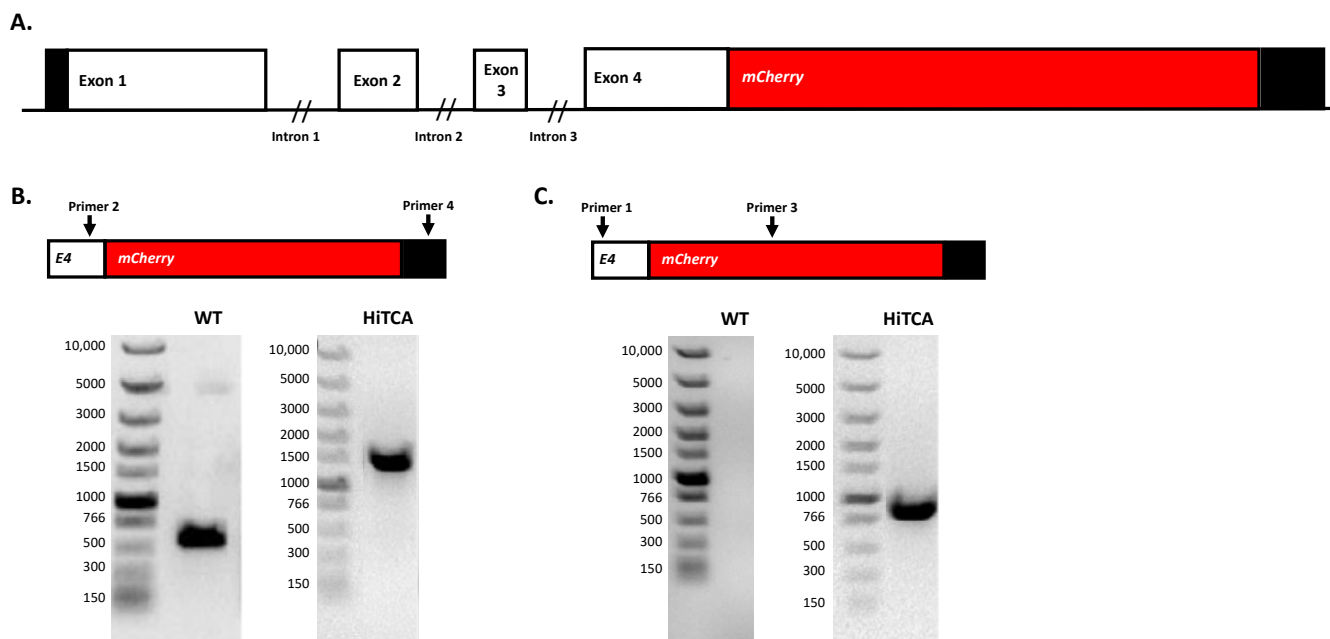 A.
Exon 1
Exon 2
Exon
3
Exon 4
mCherry
Intron 1
Intron 2
Intron 3
B.
Primer 2
Primer 4
E4
mCherry
WT
HiTCA
10,000
5000
3000
2000
1500
1000
766
500
300
150
10,000
5000
3000
2000
1500
1000
766
500
300
150
C.
Primer 1
Primer 3
E4
mCherry
WT
HiTCA
10,000
5000
3000
2000
1500
1000
766
500
300
150
10,000
5000
3000
2000
1500
1000
766
500
300
150